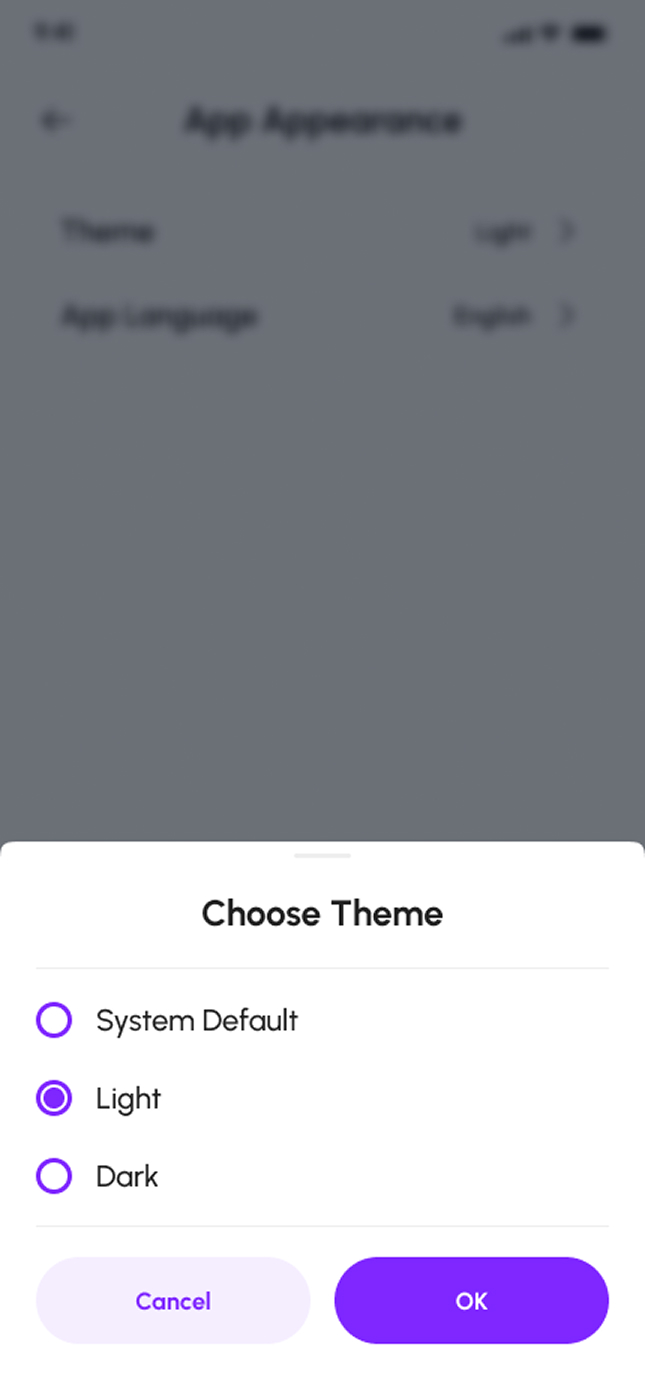 9:41
App Appearance
Theme Light
App Language English
Choose Theme
System Default
Light
Dark
Cancel
OK